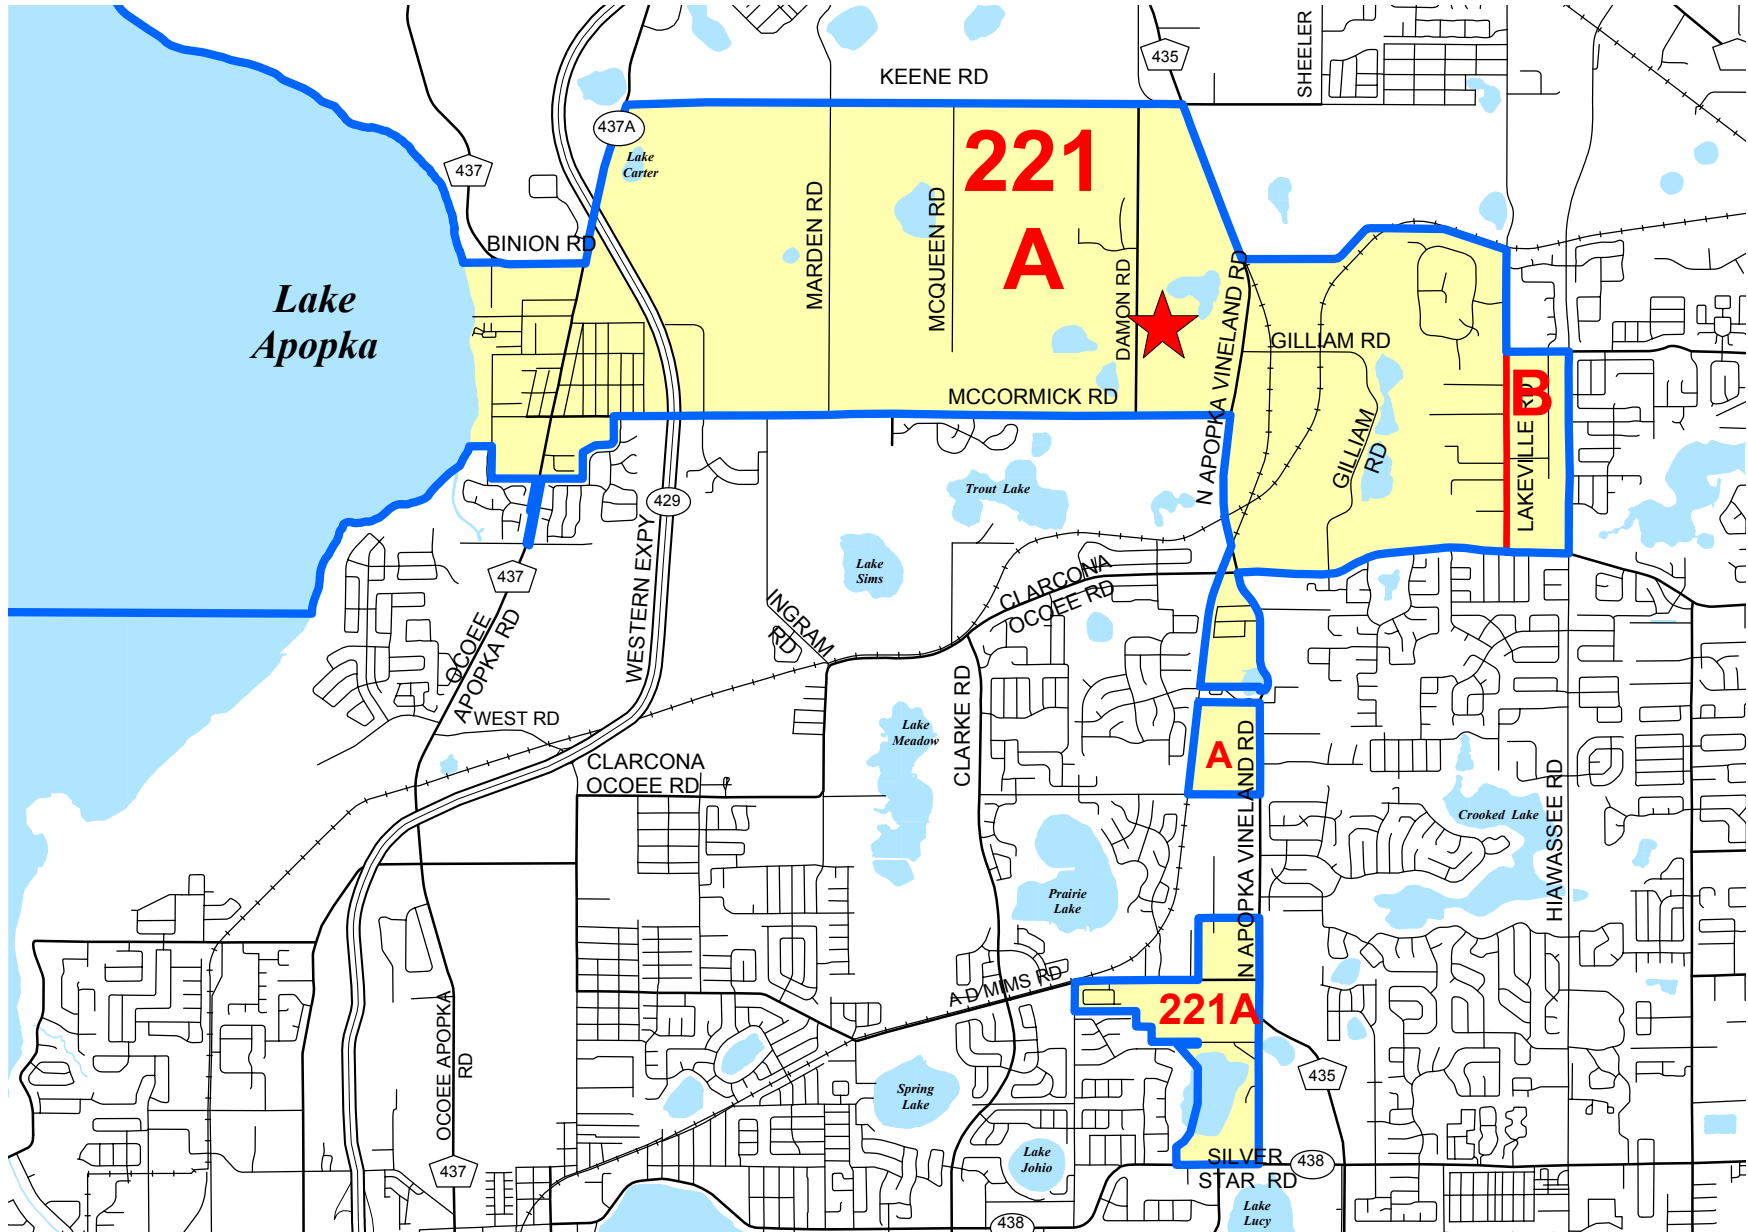 SHEELER
435
KEENE RD
437A
Lake
Carter
437
221
A
MARDEN RD
MCQUEEN RD
BINION RD
DAMON RD
N APOPKA VINELAND RD
Lake
Apopka
GILLIAM RD
B
LAKEVILLE RD
MCCORMICK RD
GILLIAM
RD
Trout Lake
429
WESTERN EXPY
Lake
Sims
437
CLARCONA
OCOEE RD
INGRAM
RD
OCOEE
APOPKA RD
WEST RD
CLARKE RD
Lake
Meadow
A
N APOPKA VINELAND RD
CLARCONA
OCOEE RD
HIAWASSEE RD
Crooked Lake
Prairie
Lake
A D MIMS RD
221A
OCOEE APOPKA
RD
435
Spring
Lake
Lake
Johio
437
SILVER
STAR RD
438
Lake
Lucy
438